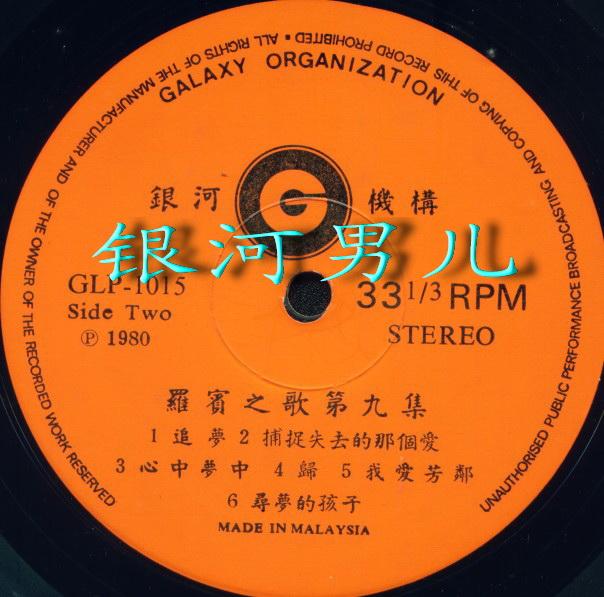 ALL RIGHTS OF THE MANUFACTURER AND OF THE OWNER OF THE RECORDED WORK RESERVED
UNAUTHORISED PUBLIC PERFORMANCE BROADCASTING AND COPYING OF THIS RECORD PROHIBITED •
GALAXY ORGANIZATION
銀河 G 機構
银河男儿
GLP-1015
Side Two
Ⓟ 1980
33 1/3 RPM
STEREO
羅賓之歌第九集
1 追夢 2 捕捉失去的那個愛
3 心中夢中 4 歸 5 我愛芳鄰
6 尋夢的孩子
MADE IN MALAYSIA